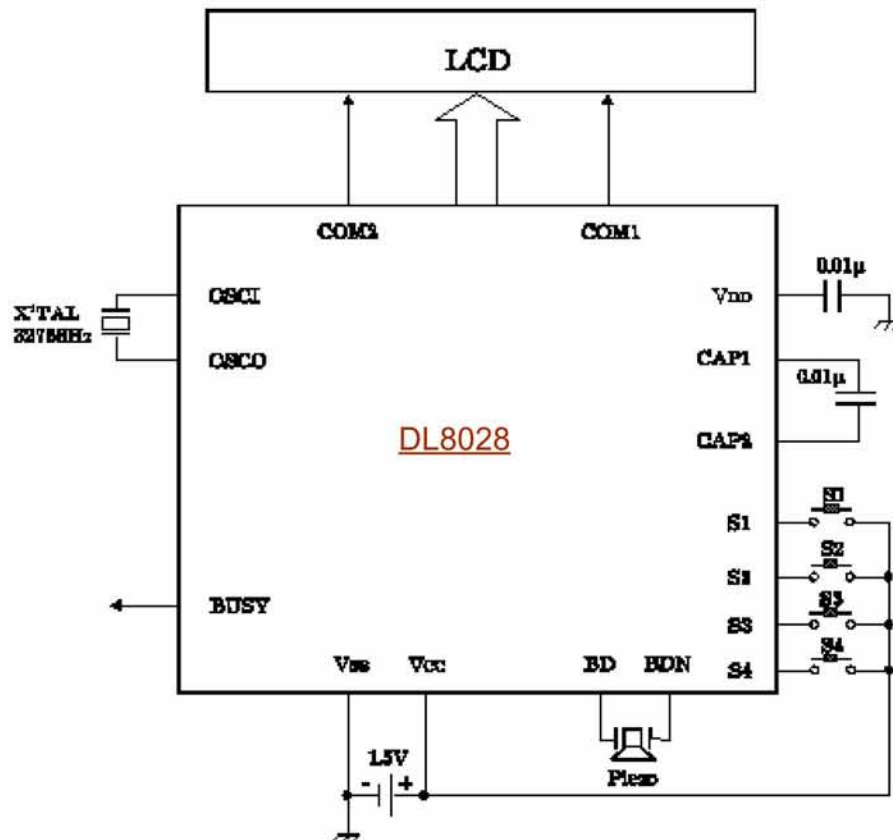 LCD
COM2 COM1
0.01μ
OSCI VDD
X'TAL
32768Hz
OSCO CAP1
0.01μ
DL8028
CAP2
S1
S1
S2
S2
S3
BUSY S3
S4
VSS VCC BD BDN S4
1.5V
- +
Piezo